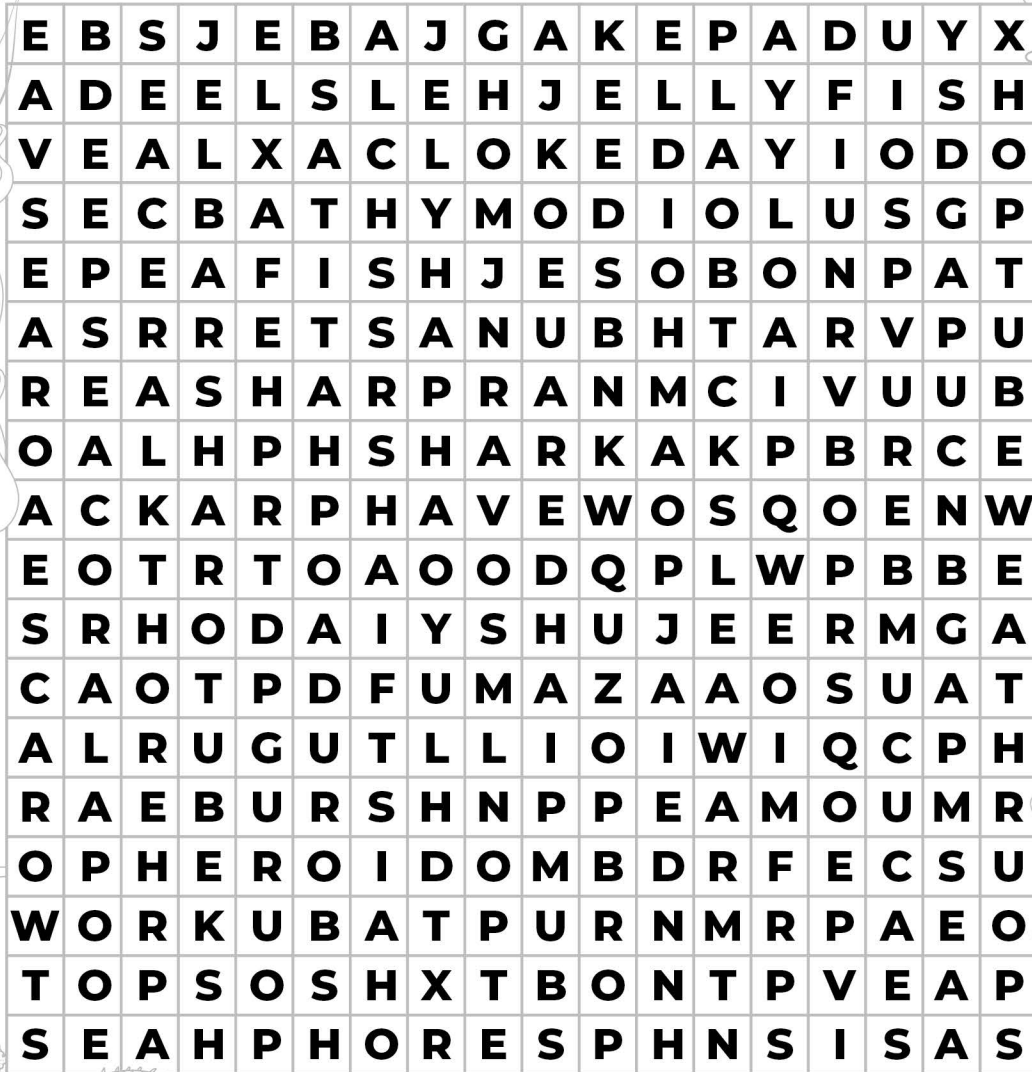 E B S J E B A J G A K E P A D U Y X
A D E E L S L E H J E L L Y F I S H
V E A L X A C L O K E D A Y I O D O
S E C B A T H Y M O D I O L U S G P
E P E A F I S H J E S O B O N P A T
A S R R E T S A N U B H T A R V P U
R E A S H A R P R A N M C I V U U B
O A L H P H S H A R K A K P B R C E
A C K A R P H A V E W O S Q O E N W
E O T R T O A O O D Q P L W P B B E
S R H O D A I Y S H U J E E R M G A
C A O T P D F U M A Z A A O S U A T
A L R U G U T L L I O I W I Q C P H
R A E B U R S H N P P E A M O U M R
O P H E R O I D O M B D R F E C S U
W O R K U B A T P U R N M R P A E O
T O P S O S H X T B O N T P V E A P
S E A H P H O R E S P H N S I S A S